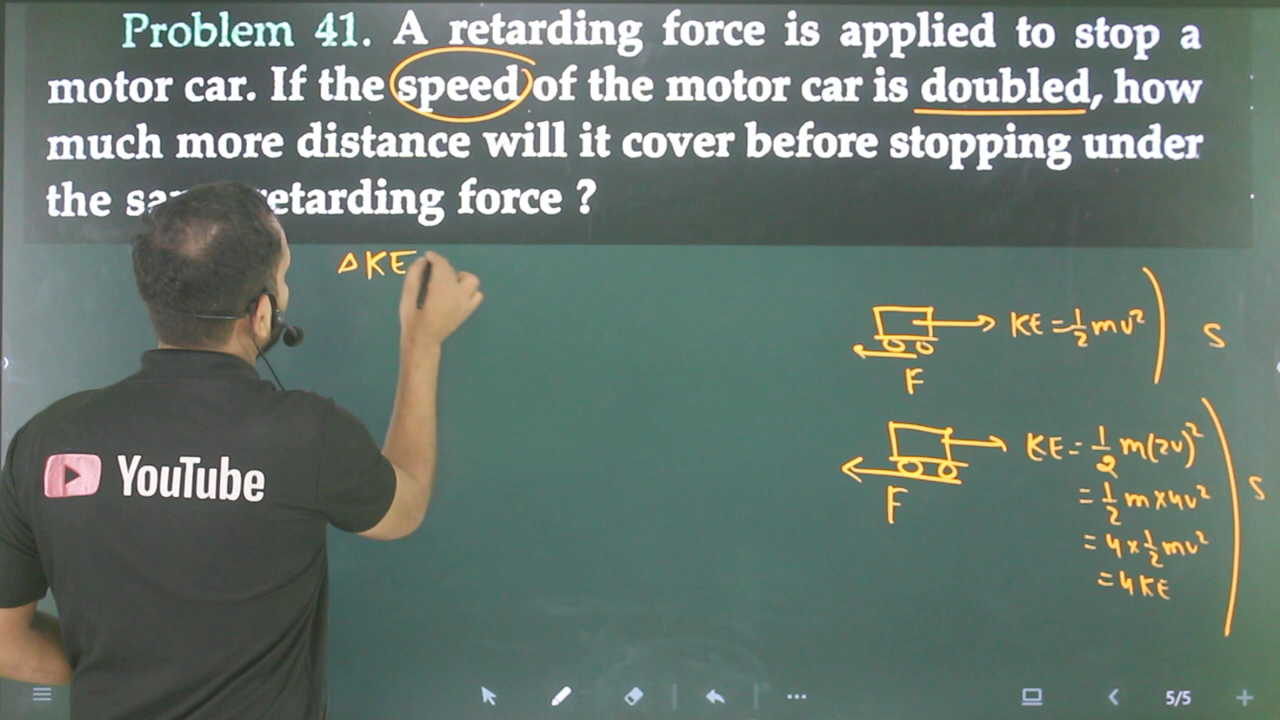 Problem 41. A retarding force is applied to stop a
motor car. If the speed of the motor car is doubled, how
much more distance will it cover before stopping under
the retarding force ?
ΔKE
KE = 1/2 mv²
S
F
KE = 1/2 m(2v)²
= 1/2 m × 4v²
S
= 4 × 1/2 mv²
= 4KE
F
YouTube
5/5